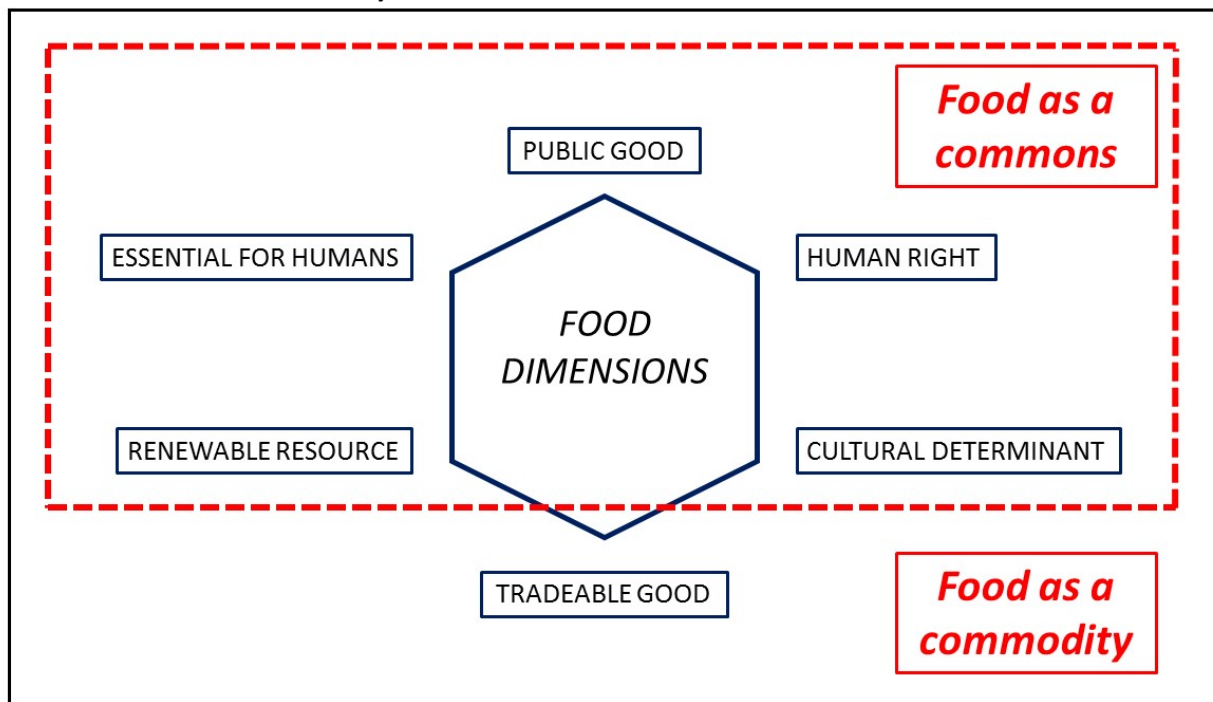 Food as a
commons
PUBLIC GOOD
ESSENTIAL FOR HUMANS
HUMAN RIGHT
FOOD
DIMENSIONS
RENEWABLE RESOURCE
CULTURAL DETERMINANT
TRADEABLE GOOD
Food as a
commodity